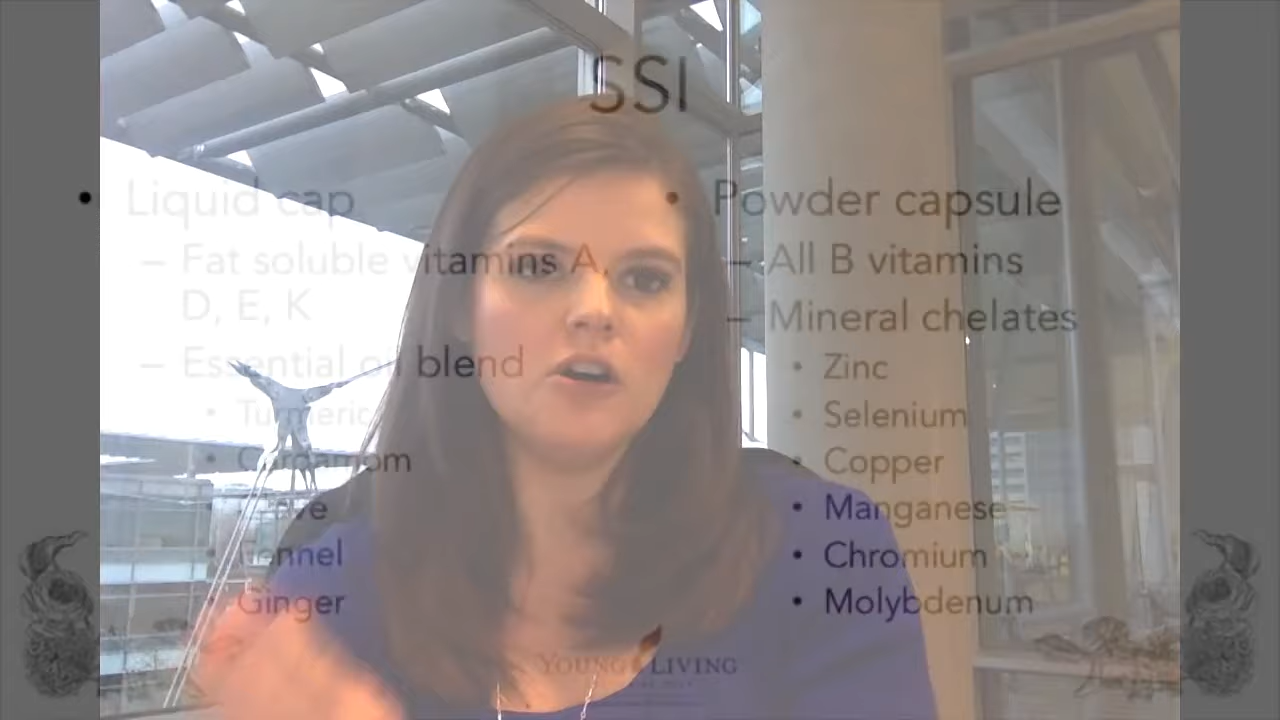 SSI
• Liquid cap
– Fat soluble vitamins A,
D, E, K
– Essential oil blend
• Turmeric
• Cardamom
• Clove
• Fennel
• Ginger
• Powder capsule
– All B vitamins
– Mineral chelates
• Zinc
• Selenium
• Copper
• Manganese
• Chromium
• Molybdenum
YOUNG LIVING